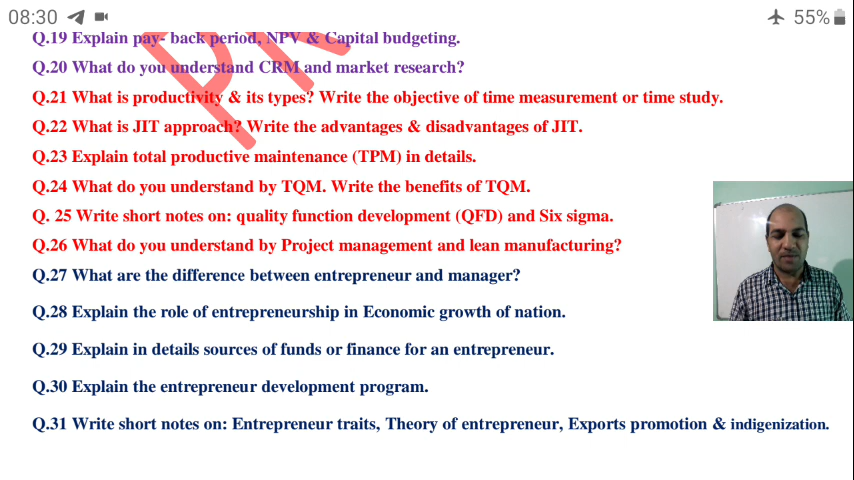 08:30
55%
Q.19 Explain pay- back period, NPV & Capital budgeting.
Q.20 What do you understand CRM and market research?
Q.21 What is productivity & its types? Write the objective of time measurement or time study.
Q.22 What is JIT approach? Write the advantages & disadvantages of JIT.
Q.23 Explain total productive maintenance (TPM) in details.
Q.24 What do you understand by TQM. Write the benefits of TQM.
Q. 25 Write short notes on: quality function development (QFD) and Six sigma.
Q.26 What do you understand by Project management and lean manufacturing?
Q.27 What are the difference between entrepreneur and manager?
Q.28 Explain the role of entrepreneurship in Economic growth of nation.
Q.29 Explain in details sources of funds or finance for an entrepreneur.
Q.30 Explain the entrepreneur development program.
Q.31 Write short notes on: Entrepreneur traits, Theory of entrepreneur, Exports promotion & indigenization.